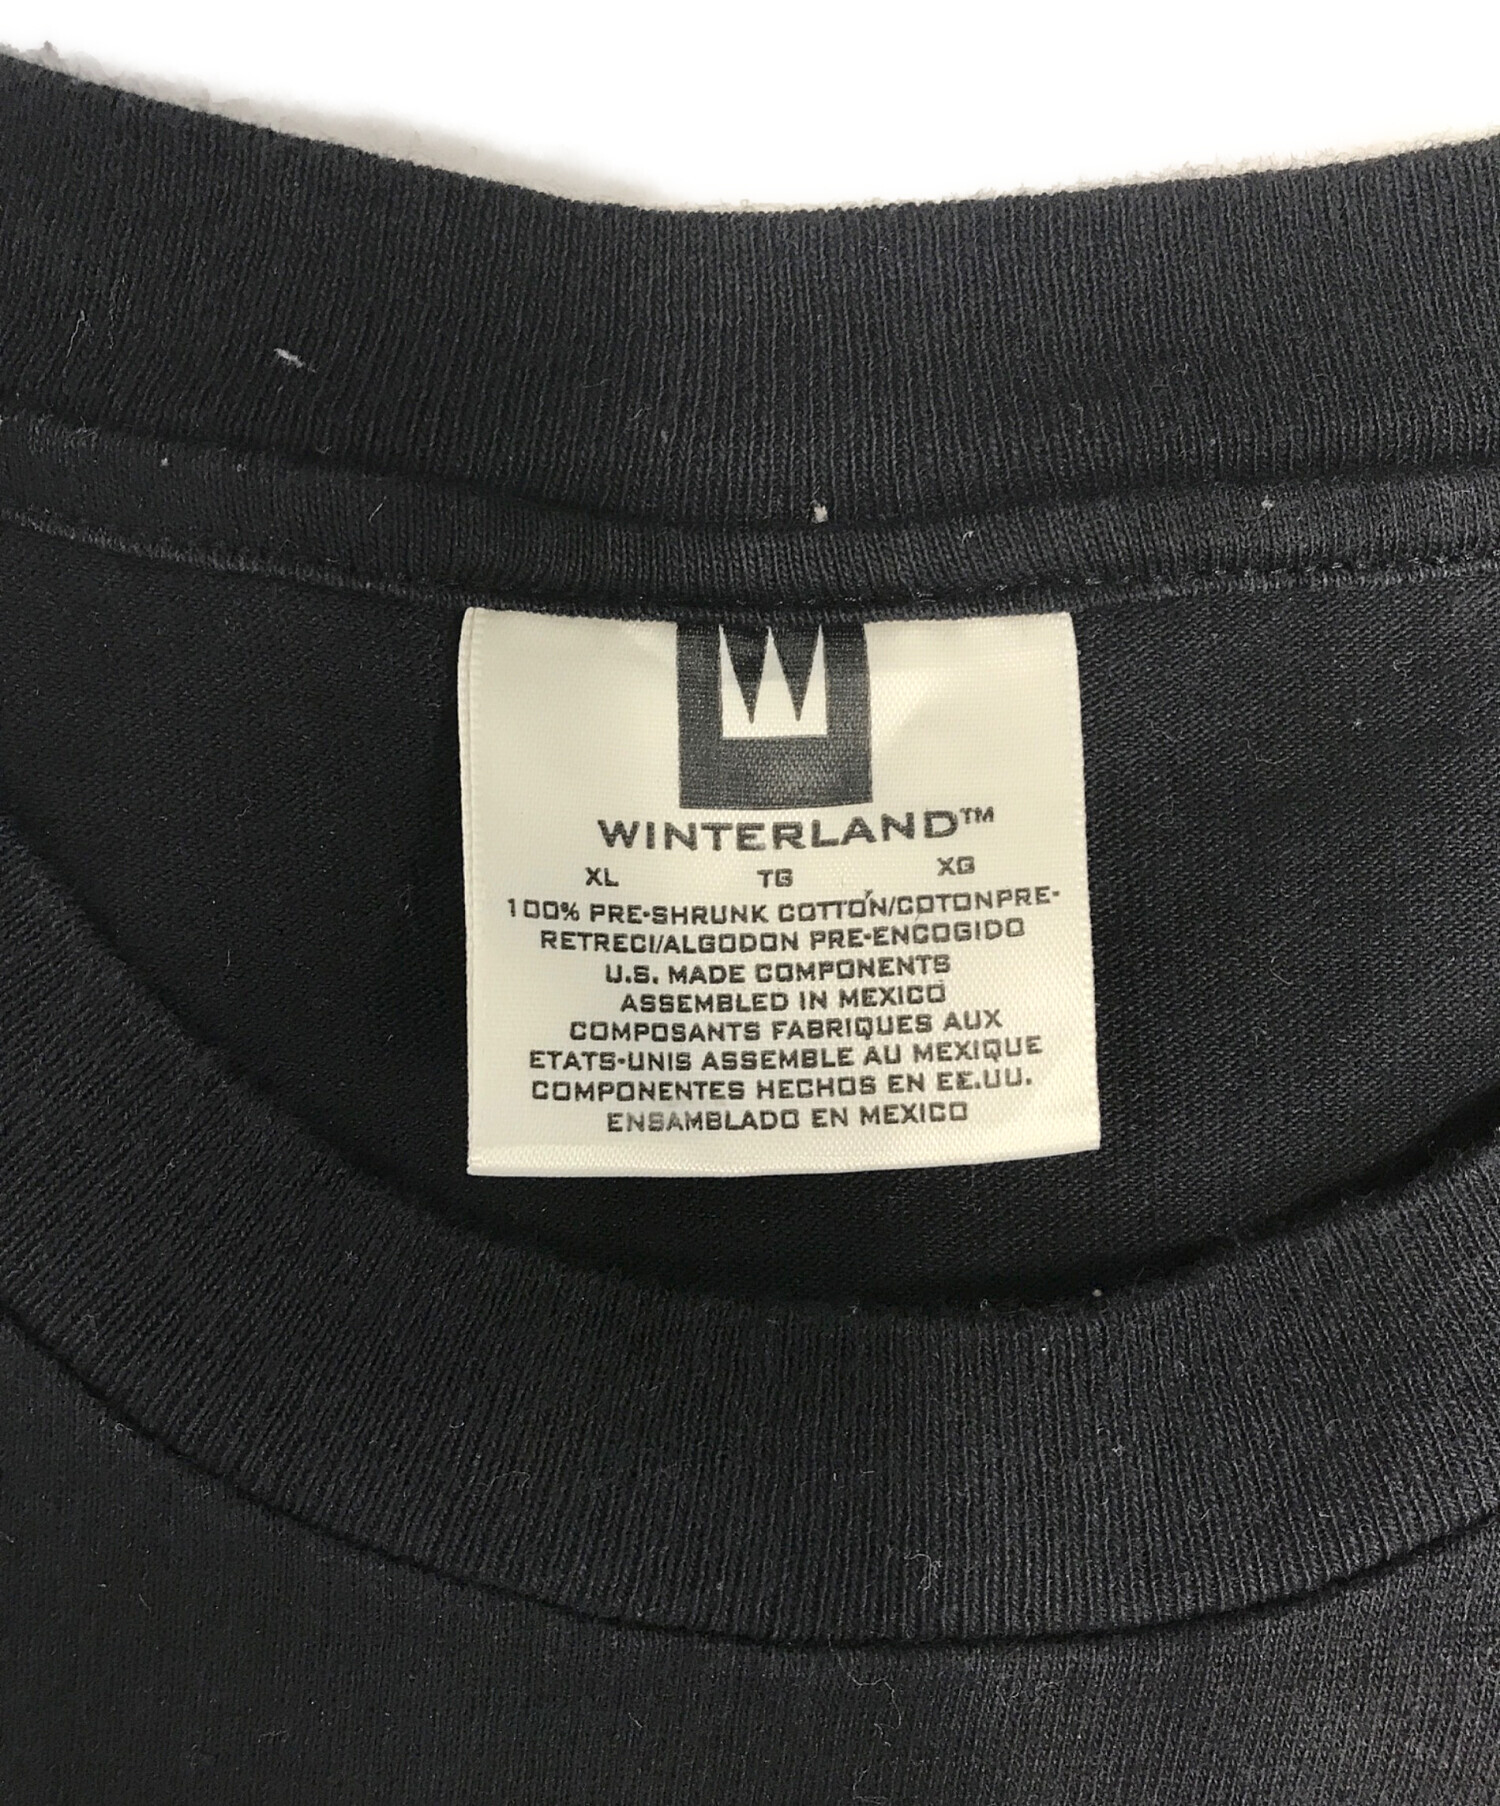 W
WINTERLAND™
XL TG XG
100% PRE-SHRUNK COTTON/COTONPRE-
RETRECI/ALGODON PRE-ENCOGIDO
U.S. MADE COMPONENTS
ASSEMBLED IN MEXICO
COMPOSANTS FABRIQUES AUX
ETATS-UNIS ASSEMBLE AU MEXIQUE
COMPONENTES HECHOS EN EE.UU.
ENSAMBLADO EN MEXICO